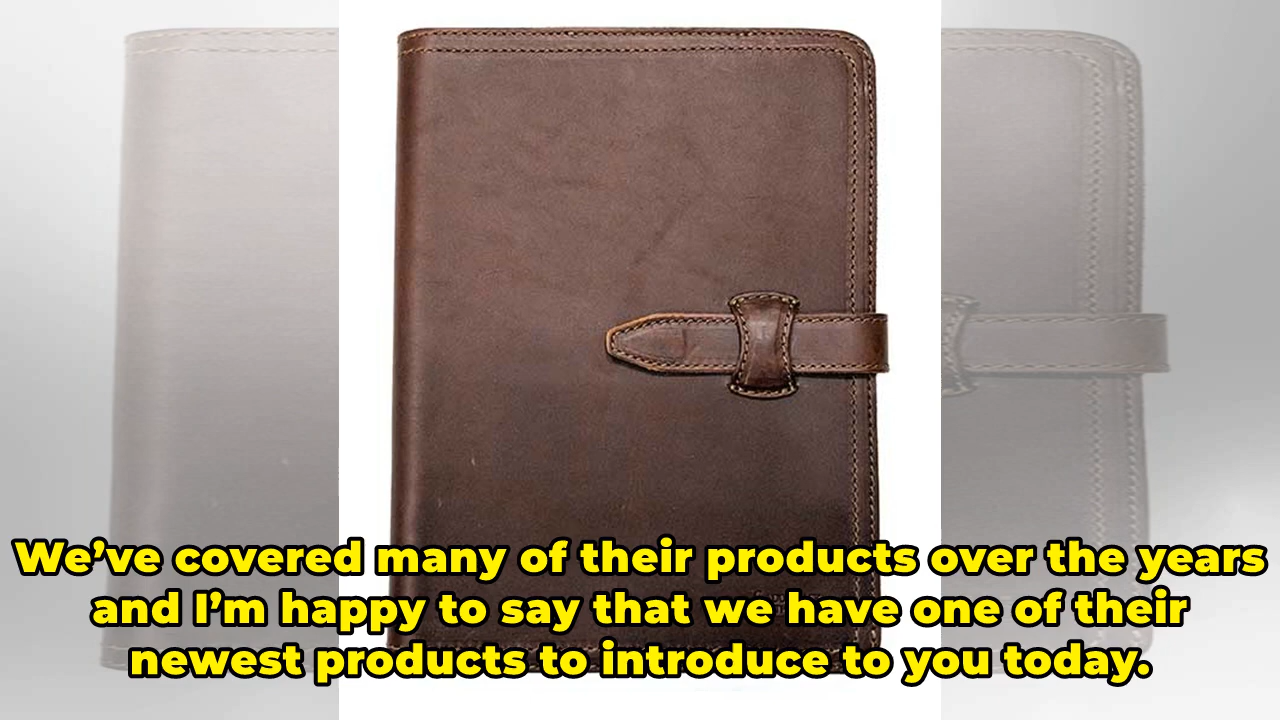 We’ve covered many of their products over the years
and I’m happy to say that we have one of their
newest products to introduce to you today.